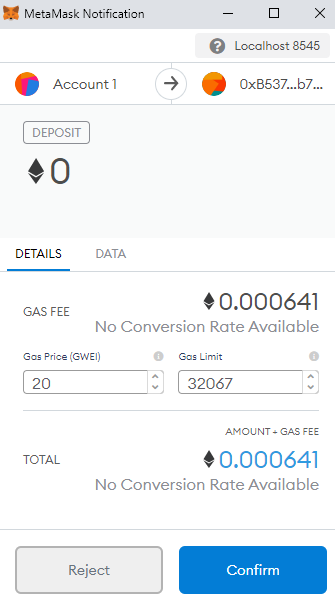 MetaMask Notification
Localhost 8545
Account 1
0xB537...b7...
DEPOSIT
0
DETAILS DATA
GAS FEE
0.000641
No Conversion Rate Available
Gas Price (GWEI) Gas Limit
20 32067
AMOUNT + GAS FEE
TOTAL
0.000641
No Conversion Rate Available
Reject Confirm